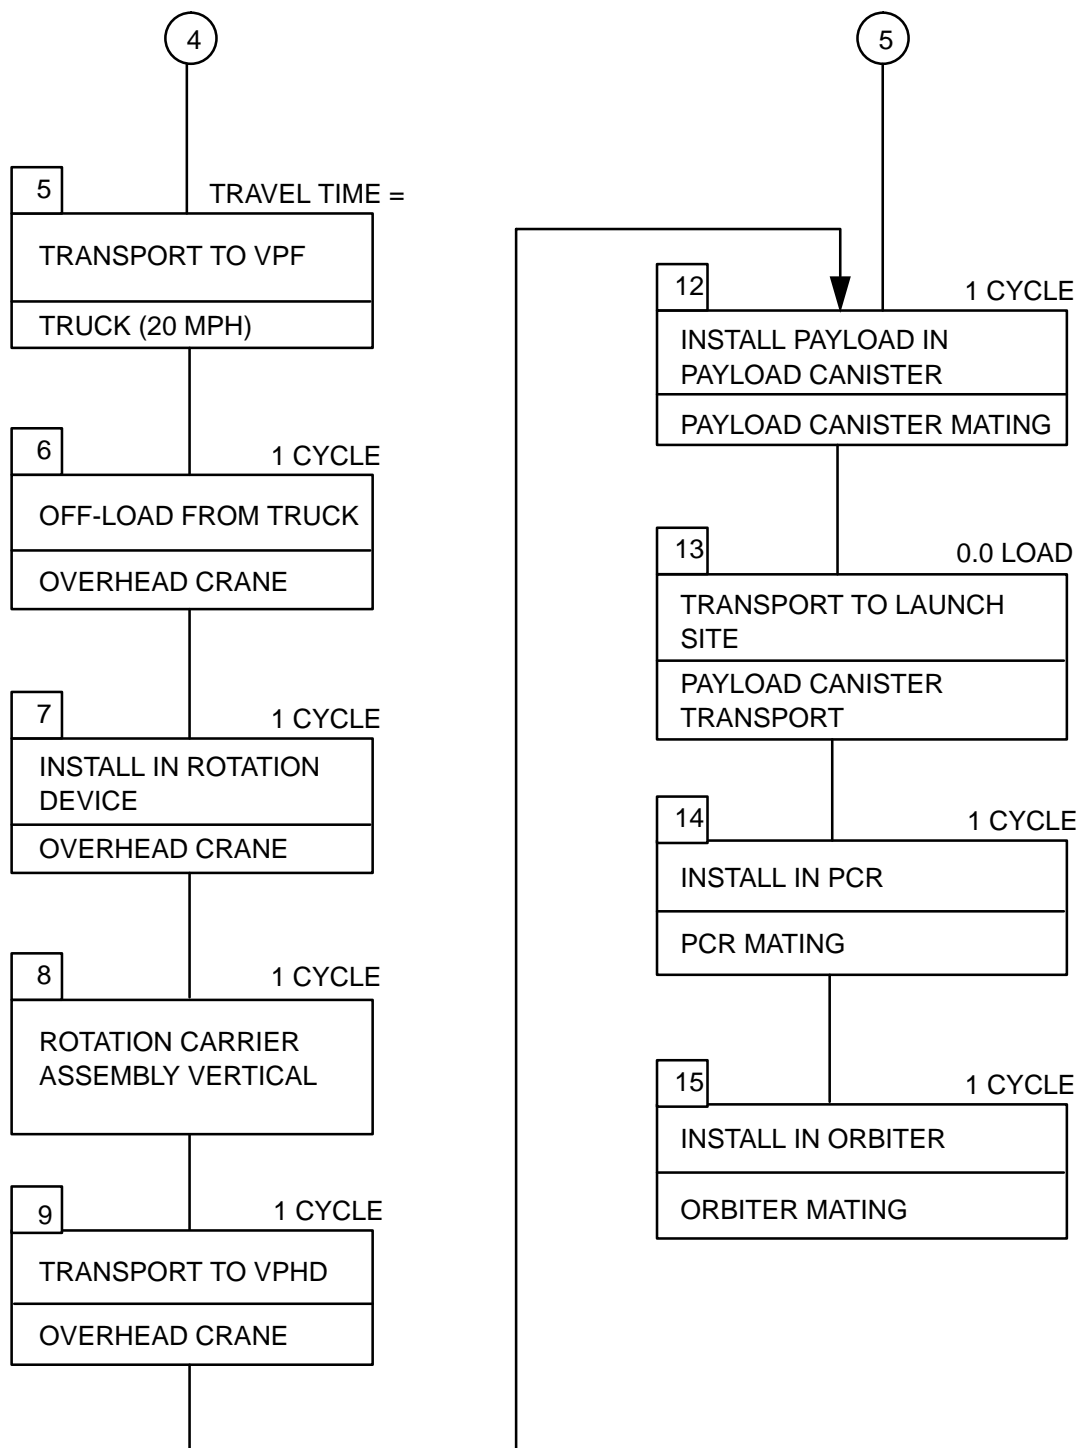 4
5
TRAVEL TIME =
TRANSPORT TO VPF
TRUCK (20 MPH)
6
1 CYCLE
OFF-LOAD FROM TRUCK
OVERHEAD CRANE
7
1 CYCLE
INSTALL IN ROTATION
DEVICE
OVERHEAD CRANE
8
1 CYCLE
ROTATION CARRIER
ASSEMBLY VERTICAL
9
1 CYCLE
TRANSPORT TO VPHD
OVERHEAD CRANE
5
12
1 CYCLE
INSTALL PAYLOAD IN
PAYLOAD CANISTER
PAYLOAD CANISTER MATING
13
0.0 LOAD
TRANSPORT TO LAUNCH
SITE
PAYLOAD CANISTER
TRANSPORT
14
1 CYCLE
INSTALL IN PCR
PCR MATING
15
1 CYCLE
INSTALL IN ORBITER
ORBITER MATING